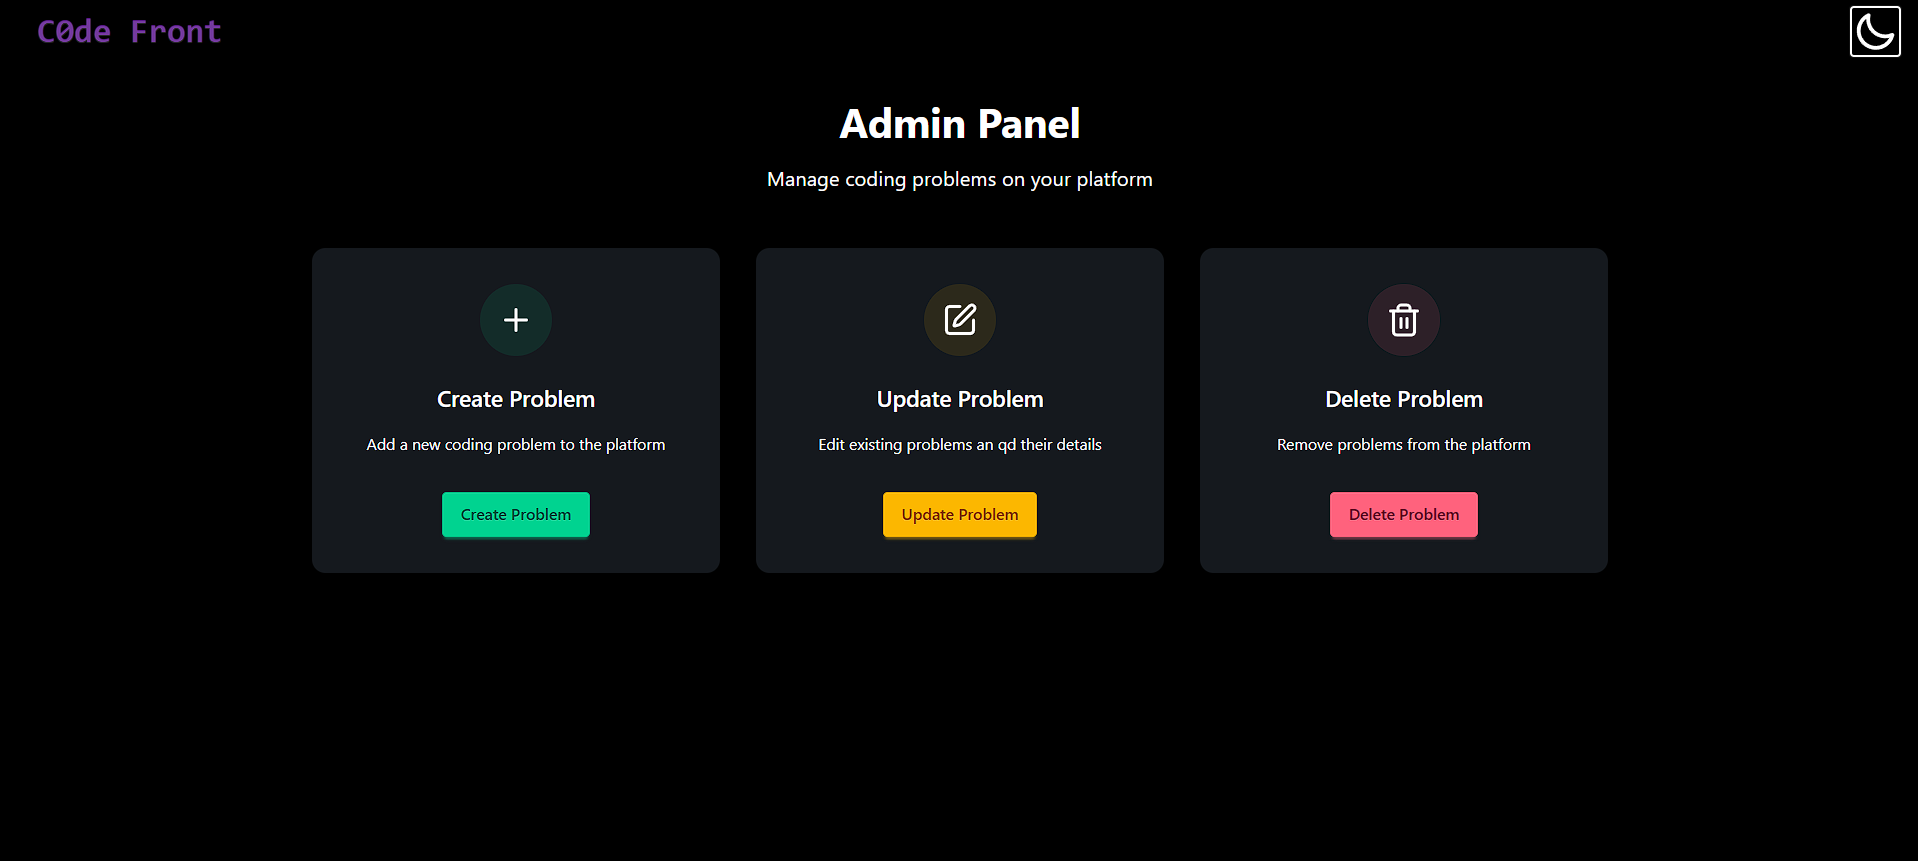 C0de Front
Admin Panel
Manage coding problems on your platform
Create Problem
Add a new coding problem to the platform
Create Problem
Update Problem
Edit existing problems an qd their details
Update Problem
Delete Problem
Remove problems from the platform
Delete Problem